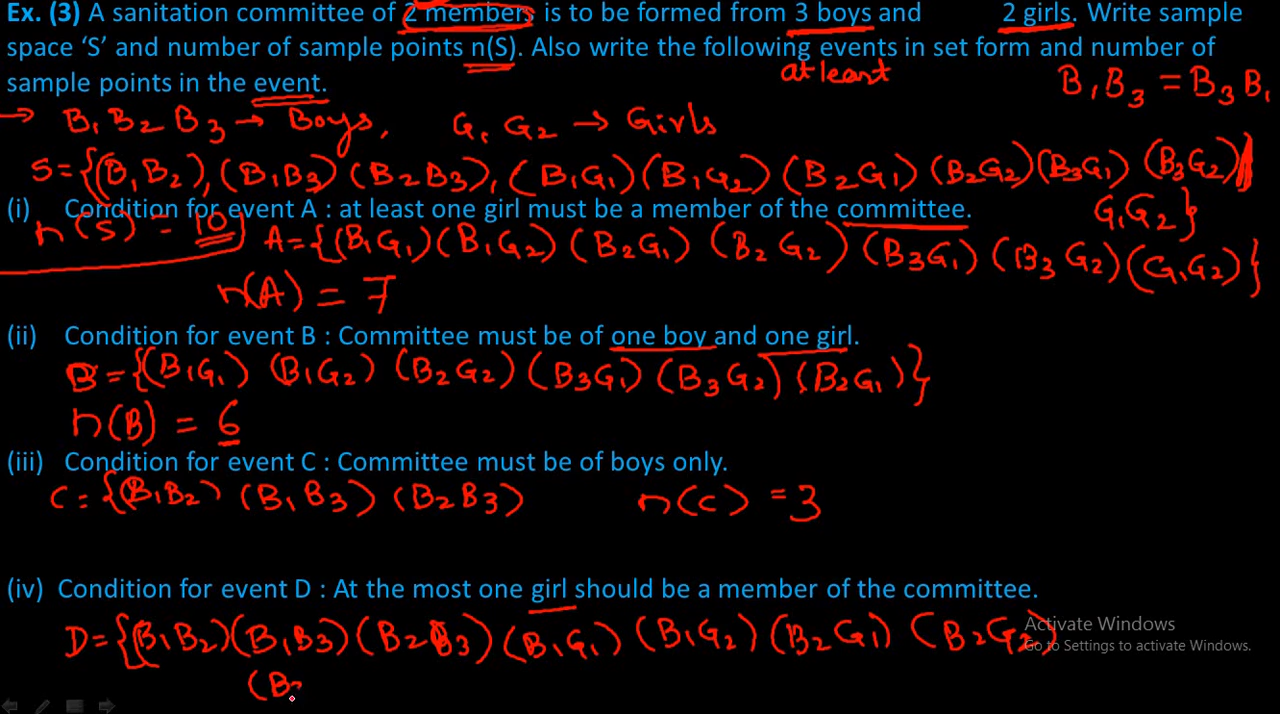 Ex. (3) A sanitation committee of 2 members is to be formed from 3 boys and 2 girls. Write sample
space ‘S’ and number of sample points n(S). Also write the following events in set form and number of
sample points in the event.
at least
B₁B₃ = B₃B₁
→ B₁ B₂ B₃ → Boys, G₁ G₂ → Girls
S={(B₁B₂), (B₁B₃) (B₂B₃), (B₁G₁) (B₁G₂) (B₂G₁) (B₂G₂) (B₃G₁) (B₃G₂)
G₁G₂}
(i) Condition for event A : at least one girl must be a member of the committee.
n(S) = 10
A={(B₁G₁) (B₁G₂) (B₂G₁) (B₂G₂) (B₃G₁) (B₃G₂) (G₁G₂)}
n(A) = 7
(ii) Condition for event B : Committee must be of one boy and one girl.
B={(B₁G₁) (B₁G₂) (B₂G₂) (B₃G₁) (B₃G₂) (B₂G₁)}
n(B) = 6
(iii) Condition for event C : Committee must be of boys only.
C={(B₁B₂) (B₁B₃) (B₂B₃) n(C) = 3
(iv) Condition for event D : At the most one girl should be a member of the committee.
D={(B₁B₂)(B₁B₃)(B₂B₃)(B₁G₁) (B₁G₂) (B₂G₁) (B₂G₂)
Activate Windows
Go to Settings to activate Windows.
(B₃